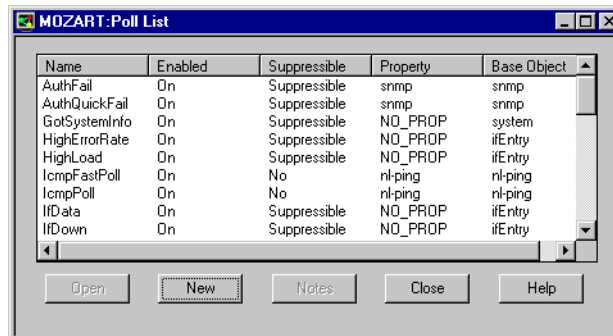 MOZART:Poll List
Name Enabled Suppressible Property Base Object
AuthFail On Suppressible snmp snmp
AuthQuickFail On Suppressible snmp snmp
GotSystemInfo On Suppressible NO_PROP system
HighErrorRate On Suppressible NO_PROP ifEntry
HighLoad On Suppressible NO_PROP ifEntry
IcmpFastPoll On No nl-ping nl-ping
IcmpPoll On No nl-ping nl-ping
IfData On Suppressible NO_PROP ifEntry
IfDown On Suppressible NO_PROP ifEntry
Open New Notes Close Help